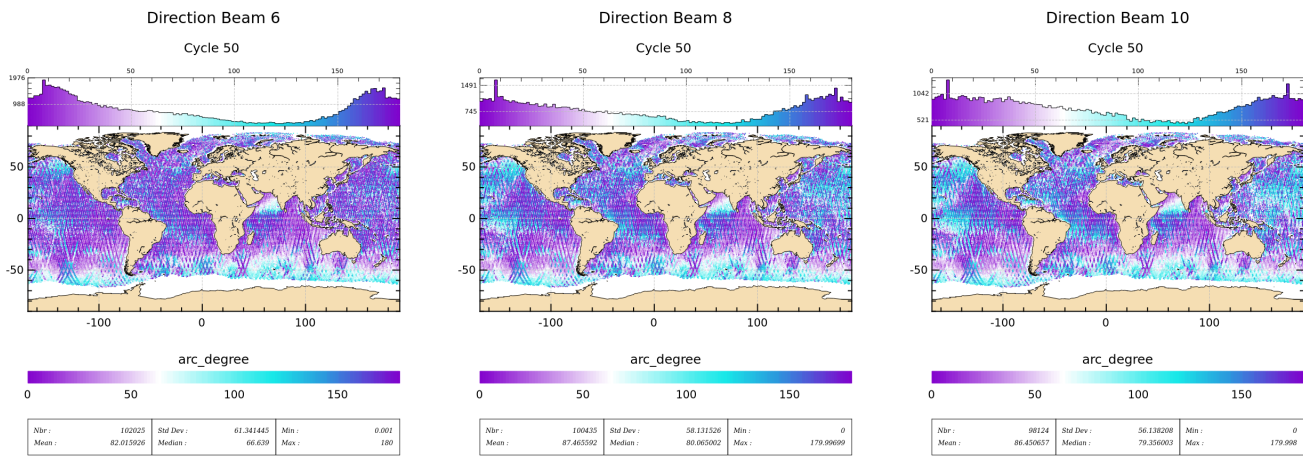 Direction Beam 6
Cycle 50
0 50 100 150
1976
988
50
0
-50
-100 0 100
arc_degree
0 50 100 150
Nbr : 102025 Std Dev : 61.341445 Min : 0.001
Mean : 82.015926 Median : 66.639 Max : 180
Direction Beam 8
Cycle 50
0 50 100 150
1491
745
50
0
-50
-100 0 100
arc_degree
0 50 100 150
Nbr : 100435 Std Dev : 58.131526 Min : 0
Mean : 87.465592 Median : 80.065002 Max : 179.99699
Direction Beam 10
Cycle 50
0 50 100 150
1042
521
50
0
-50
-100 0 100
arc_degree
0 50 100 150
Nbr : 98124 Std Dev : 56.138208 Min : 0
Mean : 86.450657 Median : 79.356003 Max : 179.998